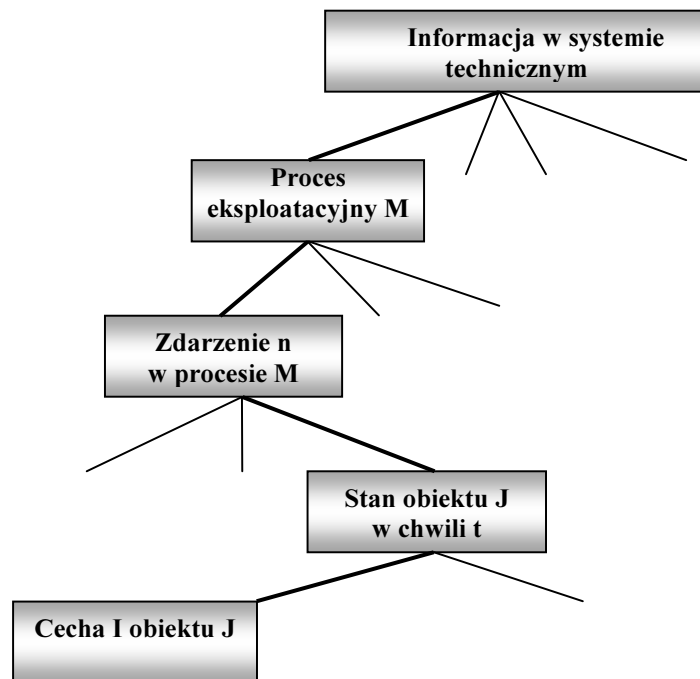 Informacja w systemie
technicznym
Proces
eksploatacyjny M
Zdarzenie n
w procesie M
Stan obiektu J
w chwili t
Cecha I obiektu J